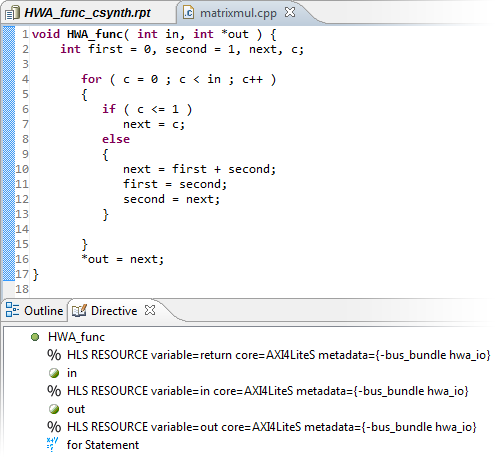 HWA_func_csynth.rpt matrixmul.cpp
1 void HWA_func( int in, int *out ) {
2 int first = 0, second = 1, next, c;
3
4 for ( c = 0 ; c < in ; c++ )
5 {
6 if ( c <= 1 )
7 next = c;
8 else
9 {
10 next = first + second;
11 first = second;
12 second = next;
13 }
14
15 }
16 *out = next;
17 }
18
Outline Directive
HWA_func
% HLS RESOURCE variable=return core=AXI4LiteS metadata={-bus_bundle hwa_io}
in
% HLS RESOURCE variable=in core=AXI4LiteS metadata={-bus_bundle hwa_io}
out
% HLS RESOURCE variable=out core=AXI4LiteS metadata={-bus_bundle hwa_io}
for Statement